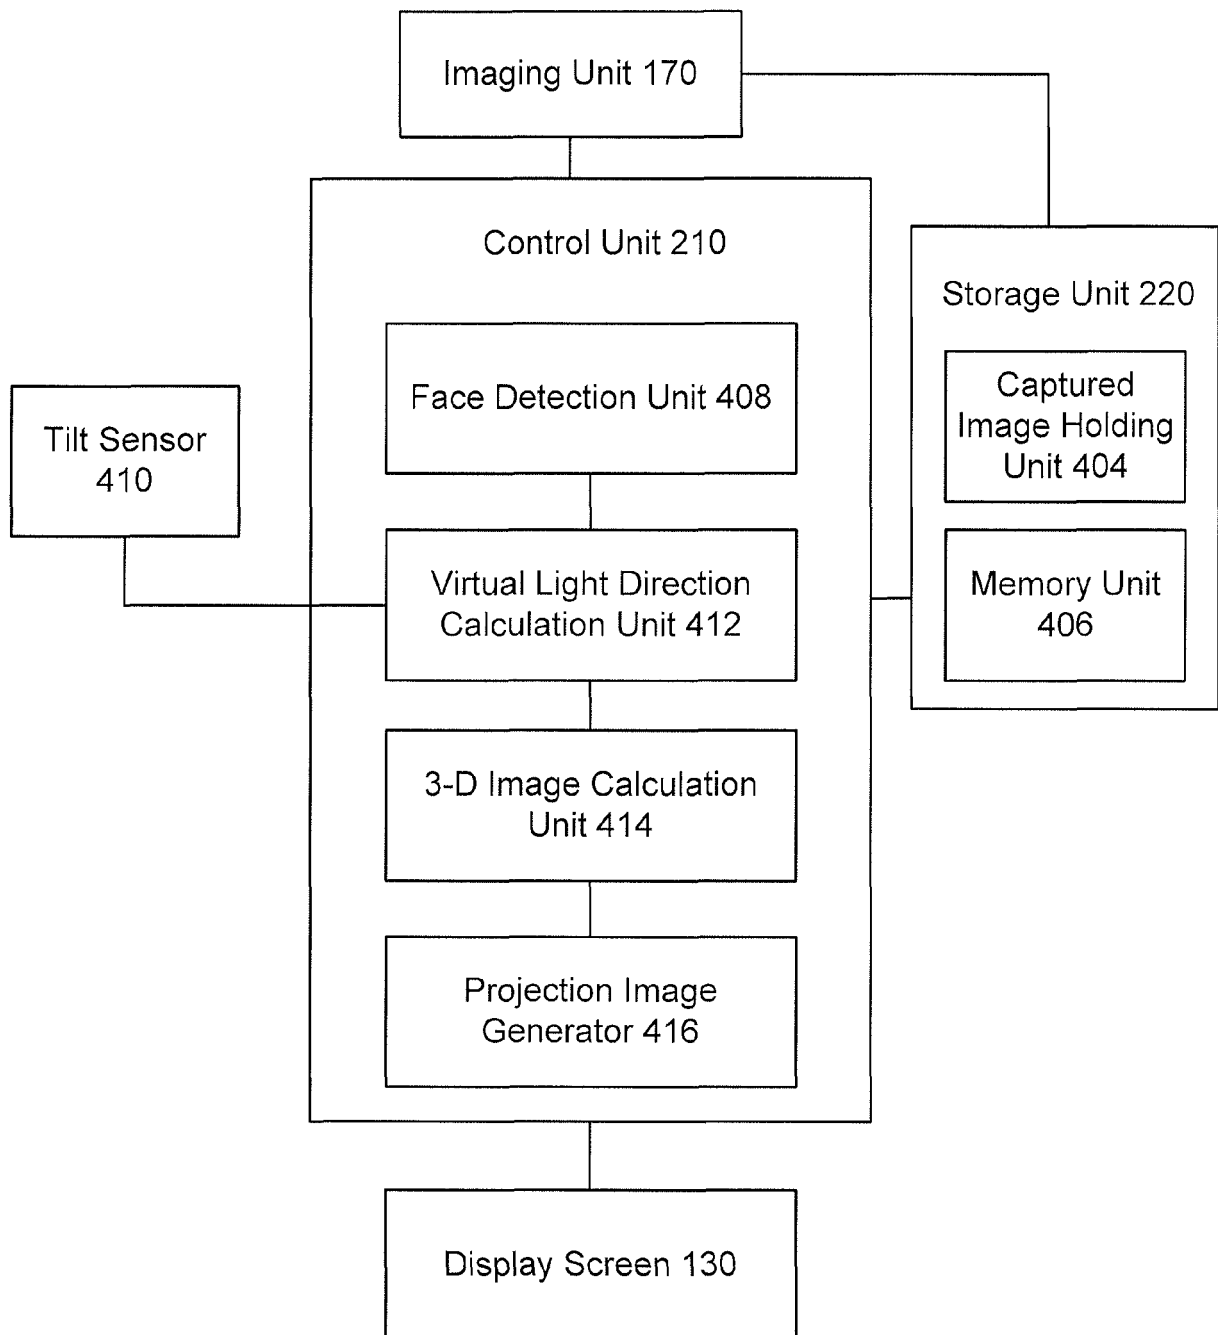 Imaging Unit 170
Control Unit 210
Storage Unit 220
Face Detection Unit 408
Captured
Image Holding
Unit 404
Tilt Sensor
410
Virtual Light Direction
Calculation Unit 412
Memory Unit
406
3-D Image Calculation
Unit 414
Projection Image
Generator 416
Display Screen 130